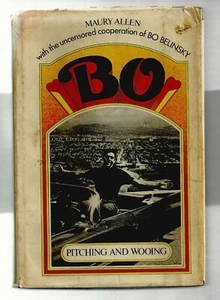 MAURY ALLEN
with the uncensored cooperation of BO BELINSKY
BO
PITCHING AND WOOING